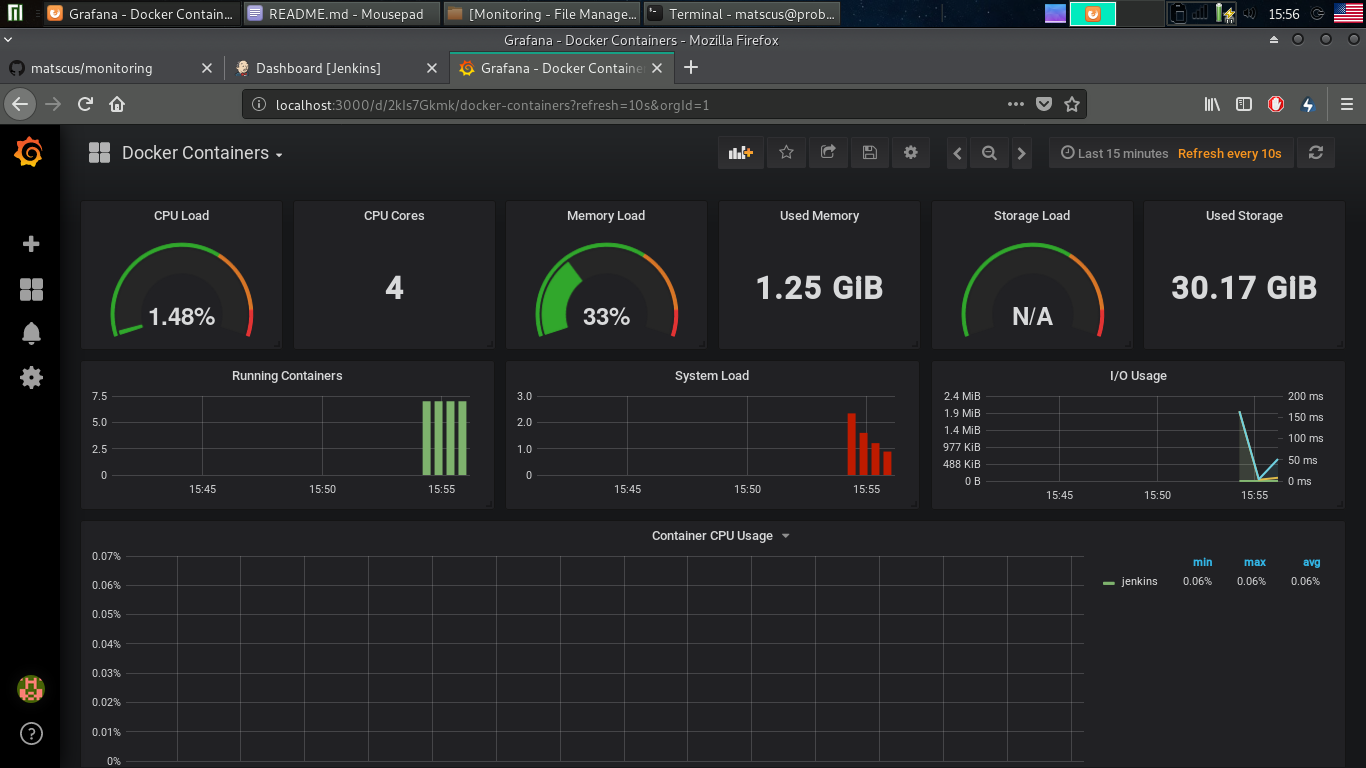 Grafana - Docker Contain... README.md - Mousepad [Monitoring - File Manage... Terminal - matscus@prob... 15:56
Grafana - Docker Containers - Mozilla Firefox
matscus/monitoring Dashboard [Jenkins] Grafana - Docker Containe
localhost:3000/d/2kIs7Gkmk/docker-containers?refresh=10s&orgId=1
Docker Containers Last 15 minutes Refresh every 10s
CPU Load CPU Cores Memory Load Used Memory Storage Load Used Storage
1.48% 4 33% 1.25 GiB N/A 30.17 GiB
Running Containers
7.5
5.0
2.5
0
15:45 15:50 15:55
System Load
3.0
2.0
1.0
0
15:45 15:50 15:55
I/O Usage
2.4 MiB 200 ms
1.9 MiB 150 ms
1.4 MiB 100 ms
977 KiB
488 KiB 50 ms
0 B 0 ms
15:45 15:50 15:55
Container CPU Usage
0.07%
0.06%
0.05%
0.04%
0.03%
0.02%
0.01%
0%
min max avg
jenkins 0.06% 0.06% 0.06%